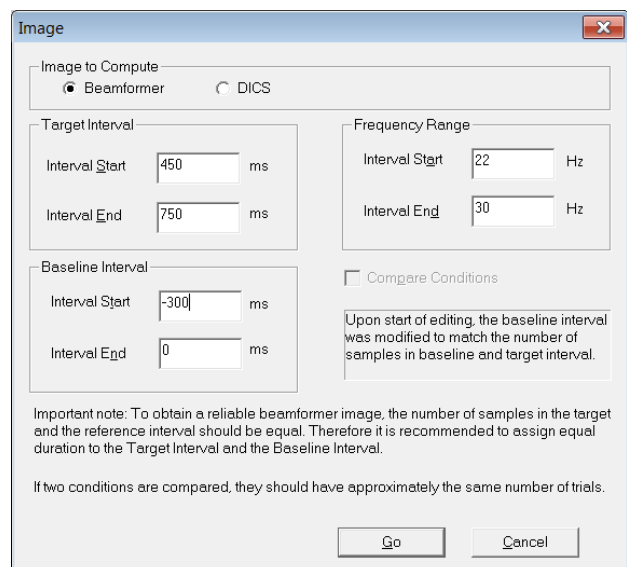 Image
Image to Compute
Beamformer DICS
Target Interval
Interval Start 450 ms
Interval End 750 ms
Frequency Range
Interval Start 22 Hz
Interval End 30 Hz
Baseline Interval
Interval Start -300 ms
Interval End 0 ms
Compare Conditions
Upon start of editing, the baseline interval
was modified to match the number of
samples in baseline and target interval.
Important note: To obtain a reliable beamformer image, the number of samples in the target
and the reference interval should be equal. Therefore it is recommended to assign equal
duration to the Target Interval and the Baseline Interval.
If two conditions are compared, they should have approximately the same number of trials.
Go Cancel